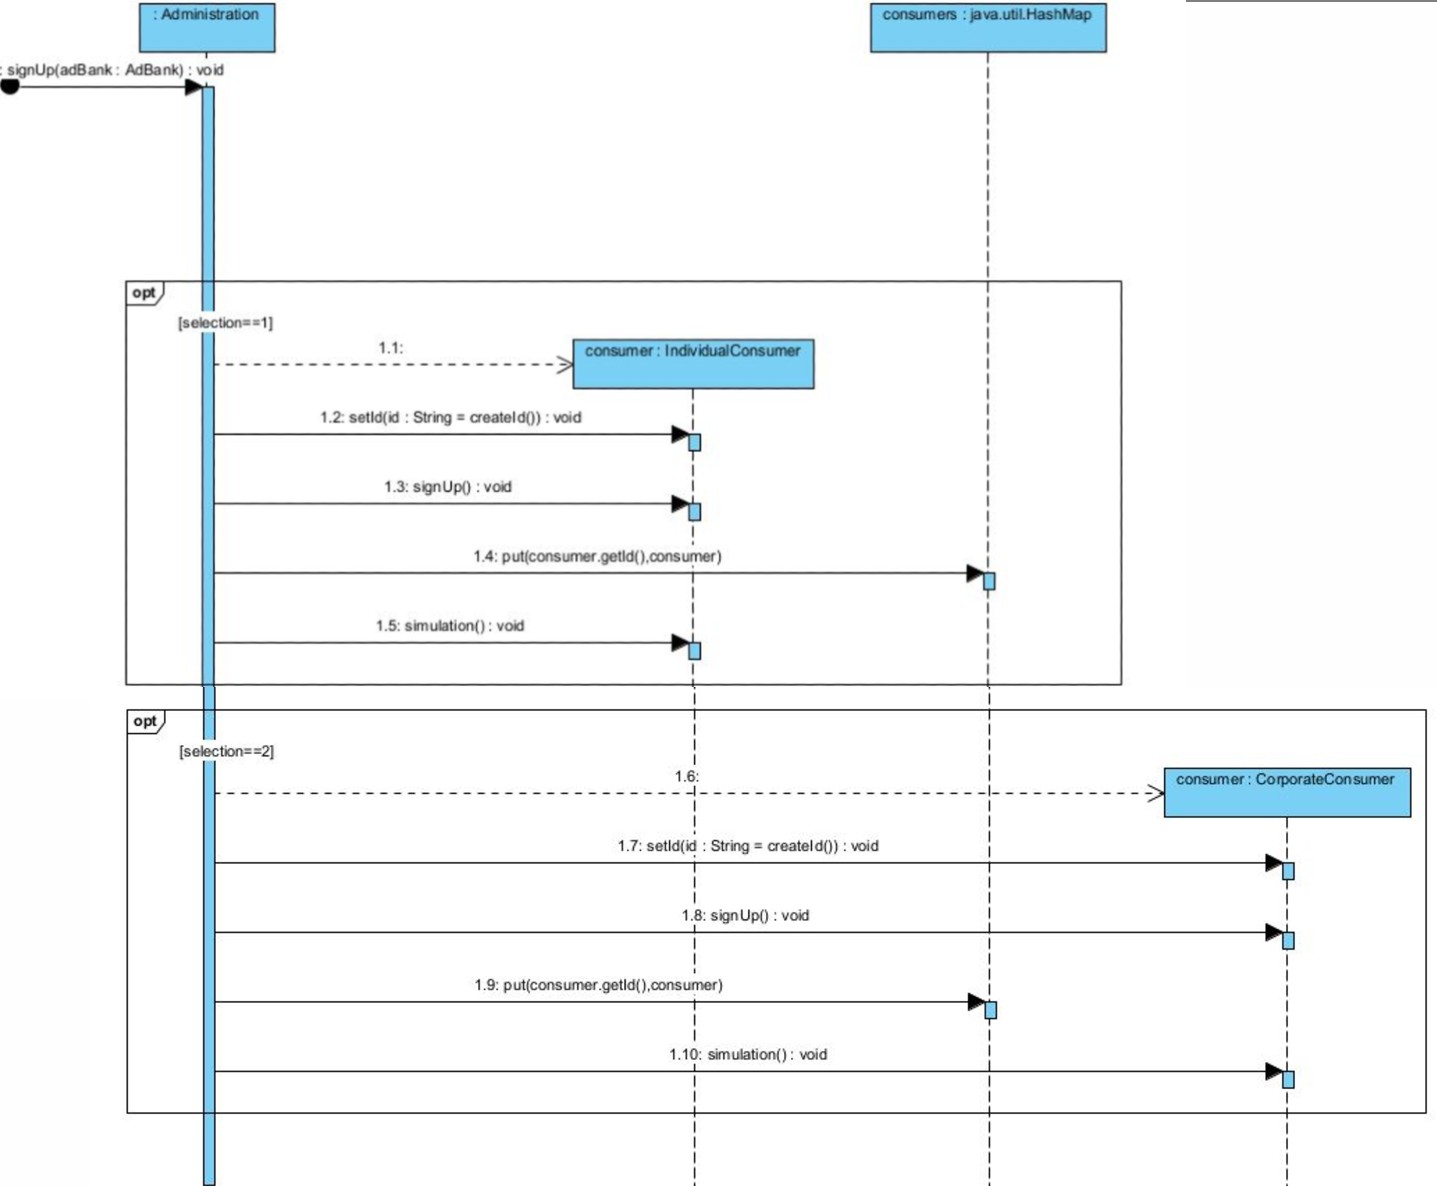 : Administration
consumers : java.util.HashMap
: signUp(adBank : AdBank) : void
opt
[selection==1]
1.1:
consumer : IndividualConsumer
1.2: setId(id : String = createId()) : void
1.3: signUp() : void
1.4: put(consumer.getId(),consumer)
1.5: simulation() : void
opt
[selection==2]
1.6:
consumer : CorporateConsumer
1.7: setId(id : String = createId()) : void
1.8: signUp() : void
1.9: put(consumer.getId(),consumer)
1.10: simulation() : void